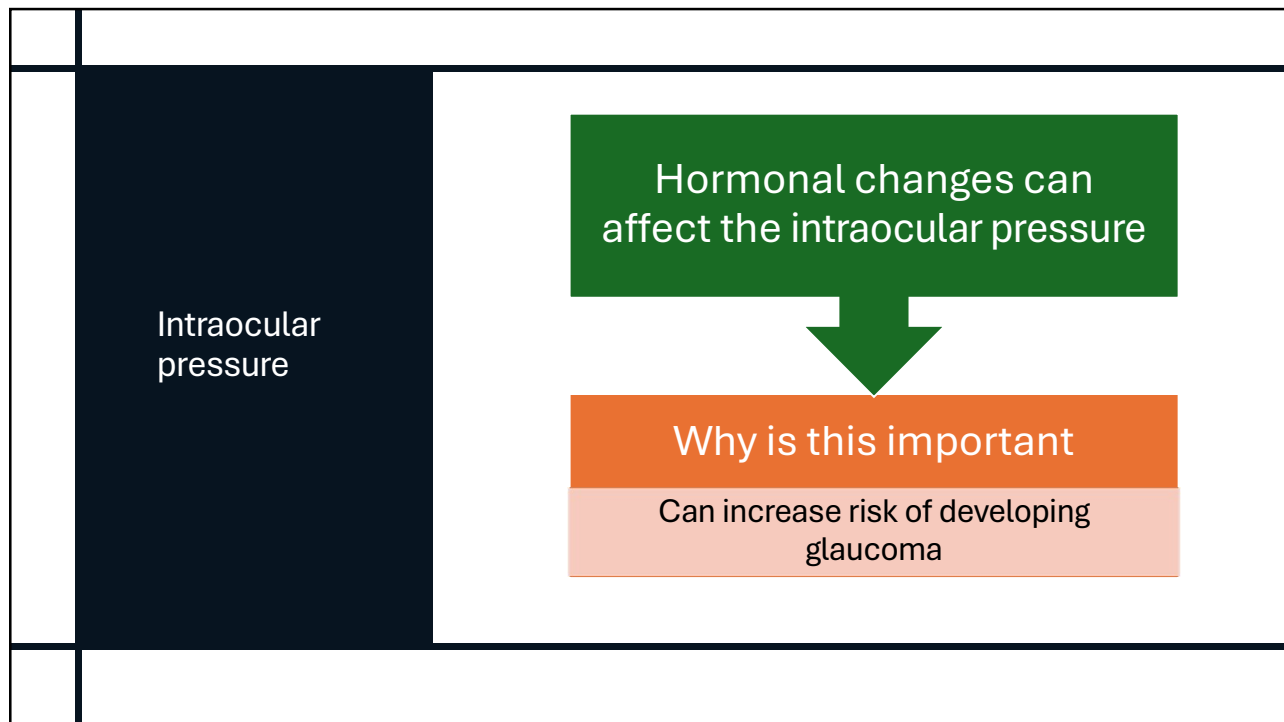 Intraocular
pressure
Hormonal changes can
affect the intraocular pressure
Why is this important
Can increase risk of developing
glaucoma